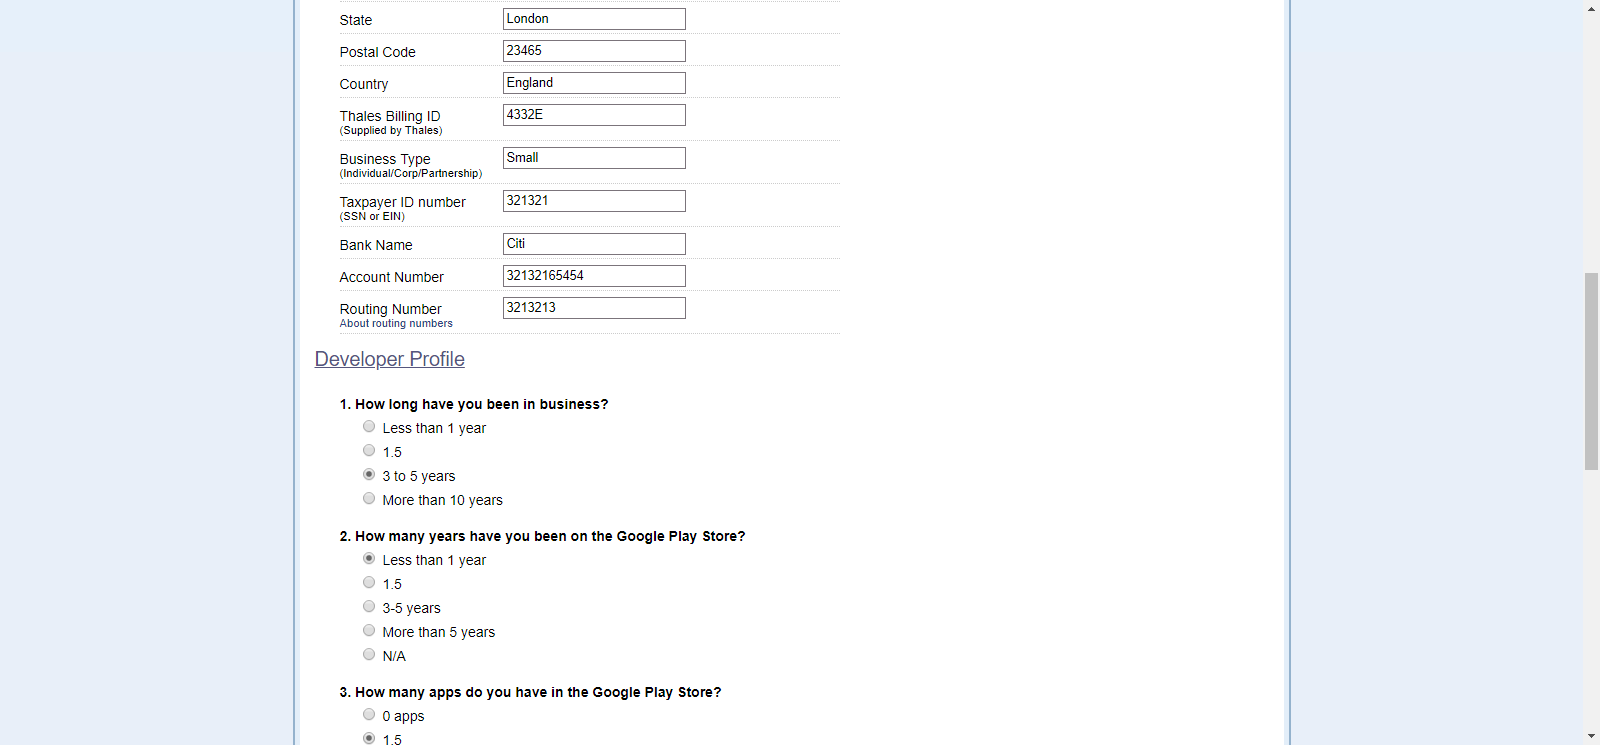 State London
Postal Code 23465
Country England
Thales Billing ID 4332E
(Supplied by Thales)
Business Type Small
(Individual/Corp/Partnership)
Taxpayer ID number 321321
(SSN or EIN)
Bank Name Citi
Account Number 32132165454
Routing Number 3213213
About routing numbers
Developer Profile
1. How long have you been in business?
Less than 1 year
1.5
3 to 5 years
More than 10 years
2. How many years have you been on the Google Play Store?
Less than 1 year
1.5
3-5 years
More than 5 years
N/A
3. How many apps do you have in the Google Play Store?
0 apps
1.5